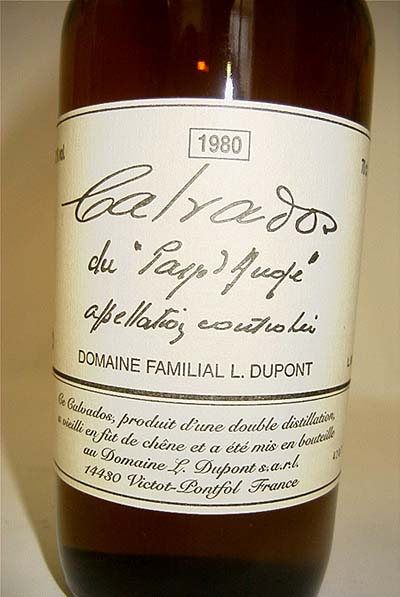 1980
Calvados
du "Pays d'Auge"
appellation controlée
DOMAINE FAMILIAL L. DUPONT
Ce Calvados, produit d'une double distillation,
a vieilli en fût de chêne et a été mis en bouteille
au Domaine L. Dupont s.a.r.l.
14430 Victot-Pontfol France